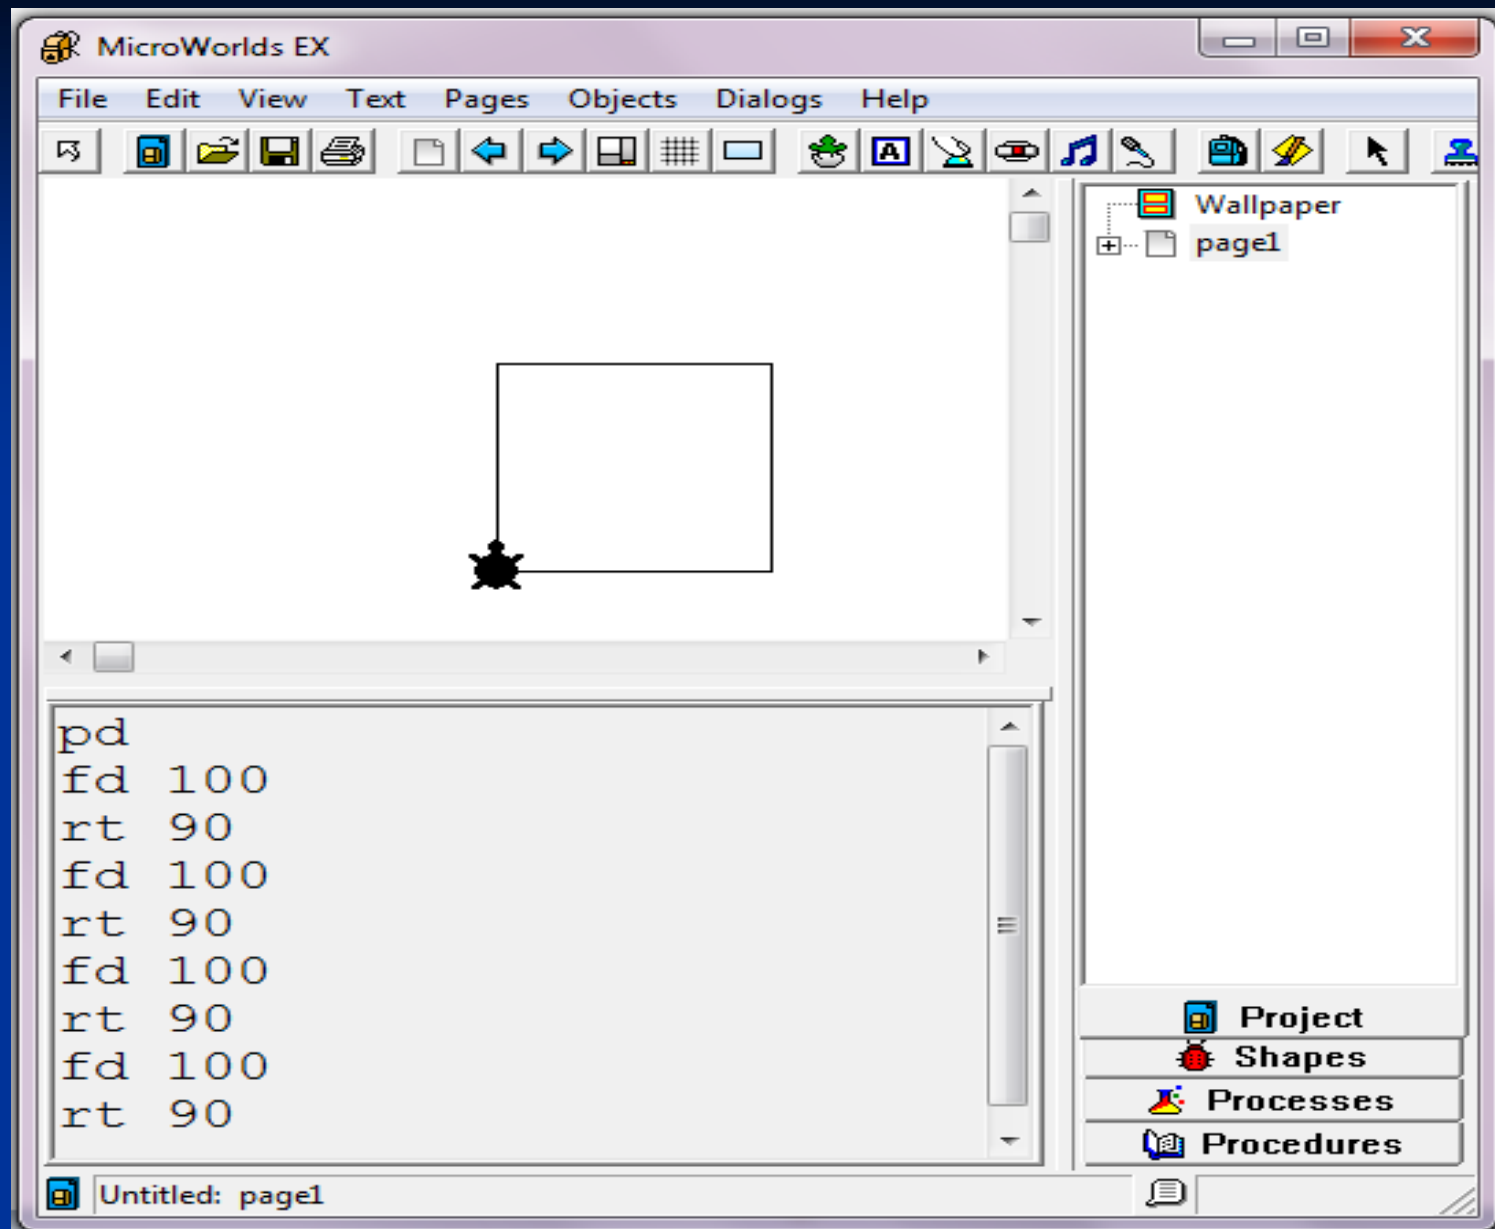 MicroWorlds EX
File Edit View Text Pages Objects Dialogs Help
A
Wallpaper
page1
pd
fd 100
rt 90
fd 100
rt 90
fd 100
rt 90
fd 100
rt 90
Project
Shapes
Processes
Procedures
Untitled: page1